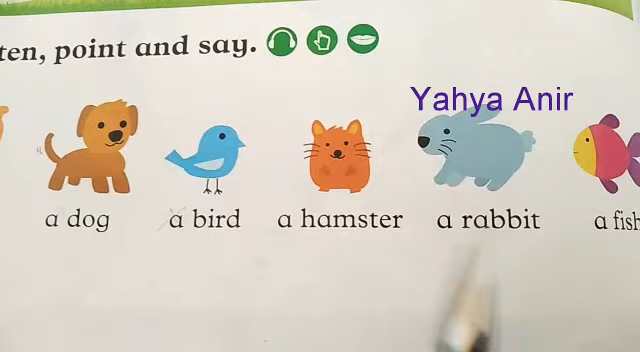 ten, point and say.
Yahya Anir
a dog a bird a hamster a rabbit a fish